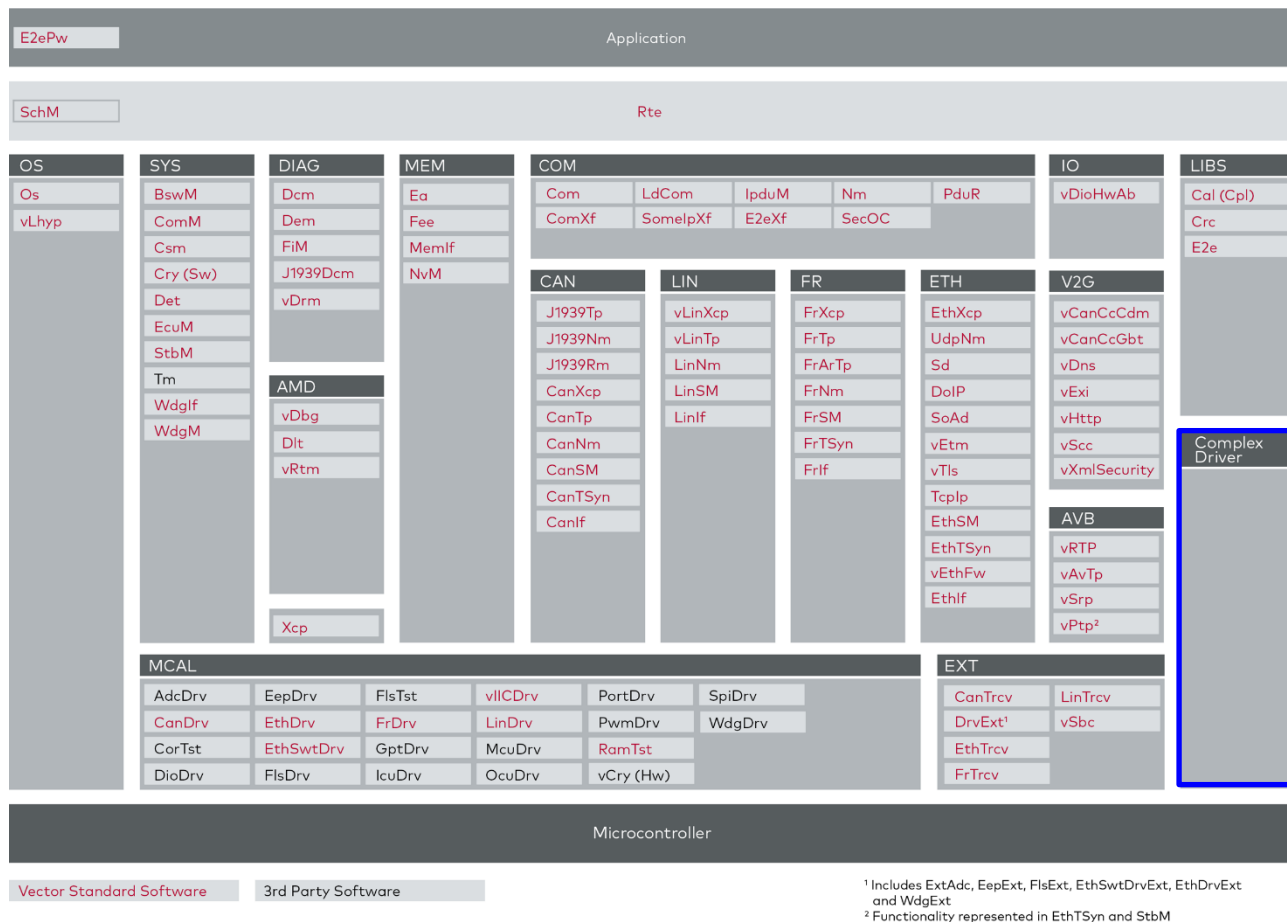 E2ePw
Application
SchM
Rte
OS
Os
vLhyp
SYS
BswM
ComM
Csm
Cry (Sw)
Det
EcuM
StbM
Tm
WdgIf
WdgM
DIAG
Dcm
Dem
FiM
J1939Dcm
vDrm
AMD
vDbg
Dlt
vRtm
Xcp
MEM
Ea
Fee
MemIf
NvM
COM
Com
LdCom
IpduM
Nm
PduR
ComXf
SomeIpXf
E2eXf
SecOC
CAN
J1939Tp
J1939Nm
J1939Rm
CanXcp
CanTp
CanNm
CanSM
CanTSyn
CanIf
LIN
vLinXcp
vLinTp
LinNm
LinSM
LinIf
FR
FrXcp
FrTp
FrArTp
FrNm
FrSM
FrTSyn
FrIf
ETH
EthXcp
UdpNm
Sd
DoIP
SoAd
vEtm
vTls
TcpIp
EthSM
EthTSyn
vEthFw
EthIf
IO
vDioHwAb
V2G
vCanCcCdm
vCanCcGbt
vDns
vExi
vHttp
vScc
vXmlSecurity
AVB
vRTP
vAvTp
vSrp
vPtp²
LIBS
Cal (Cpl)
Crc
E2e
Complex
Driver
MCAL
AdcDrv
EepDrv
FlsTst
vIICDrv
PortDrv
SpiDrv
CanDrv
EthDrv
FrDrv
LinDrv
PwmDrv
WdgDrv
CorTst
EthSwtDrv
GptDrv
McuDrv
RamTst
DioDrv
FlsDrv
IcuDrv
OcuDrv
vCry (Hw)
EXT
CanTrcv
LinTrcv
DrvExt¹
vSbc
EthTrcv
FrTrcv
Microcontroller
Vector Standard Software
3rd Party Software
¹ Includes ExtAdc, EepExt, FlsExt, EthSwtDrvExt, EthDrvExt
and WdgExt
² Functionality represented in EthTSyn and StbM